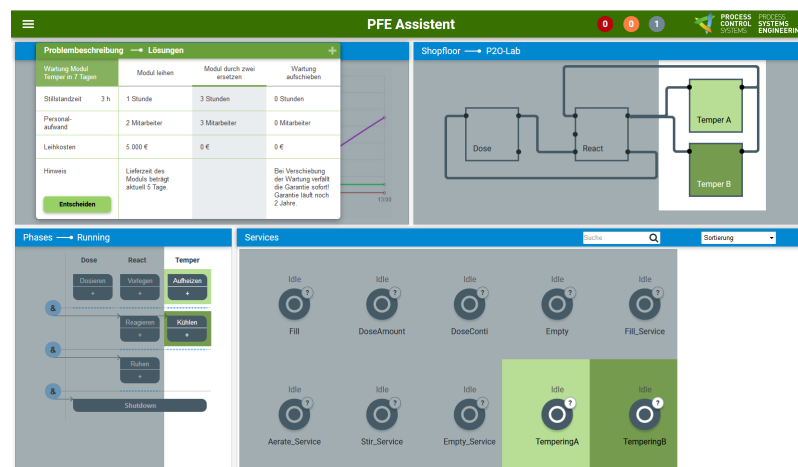 PFE Assistent
0 0 1
PROCESS CONTROL SYSTEMS
PROCESS SYSTEMS ENGINEERIN
Problembeschreibung Lösungen +
Wartung Modul Temper in 7 Tagen
Modul leihen
Modul durch zwei ersetzen
Wartung aufschieben
Stillstandzeit 3 h
1 Stunde
3 Stunden
0 Stunden
Personal-
aufwand
2 Mitarbeiter
3 Mitarbeiter
0 Mitarbeiter
Leihkosten
5.000 €
0 €
0 €
Hinweis
Lieferzeit des
Moduls beträgt
aktuell 5 Tage.
Bei Verschiebung
der Wartung verfällt
die Garantie sofort!
Garantie läuft noch
2 Jahre.
Entscheiden
13:00
Shopfloor P2O-Lab
Dose
React
Temper A
Temper B
Phases Running
Dose React Temper
Dosieren Vorlegen Aufheizen
+ + +
&
Reagieren Kühlen
+ +
&
Ruhen
+
&
Shutdown
Services
Suche
Sortierung
Idle Idle Idle Idle Idle
? ? ? ? ?
Fill DoseAmount DoseConti Empty Fill_Service
Idle Idle Idle Idle Idle
? ? ? ? ?
Aerate_Service Stir_Service Empty_Service TemperingA TemperingB